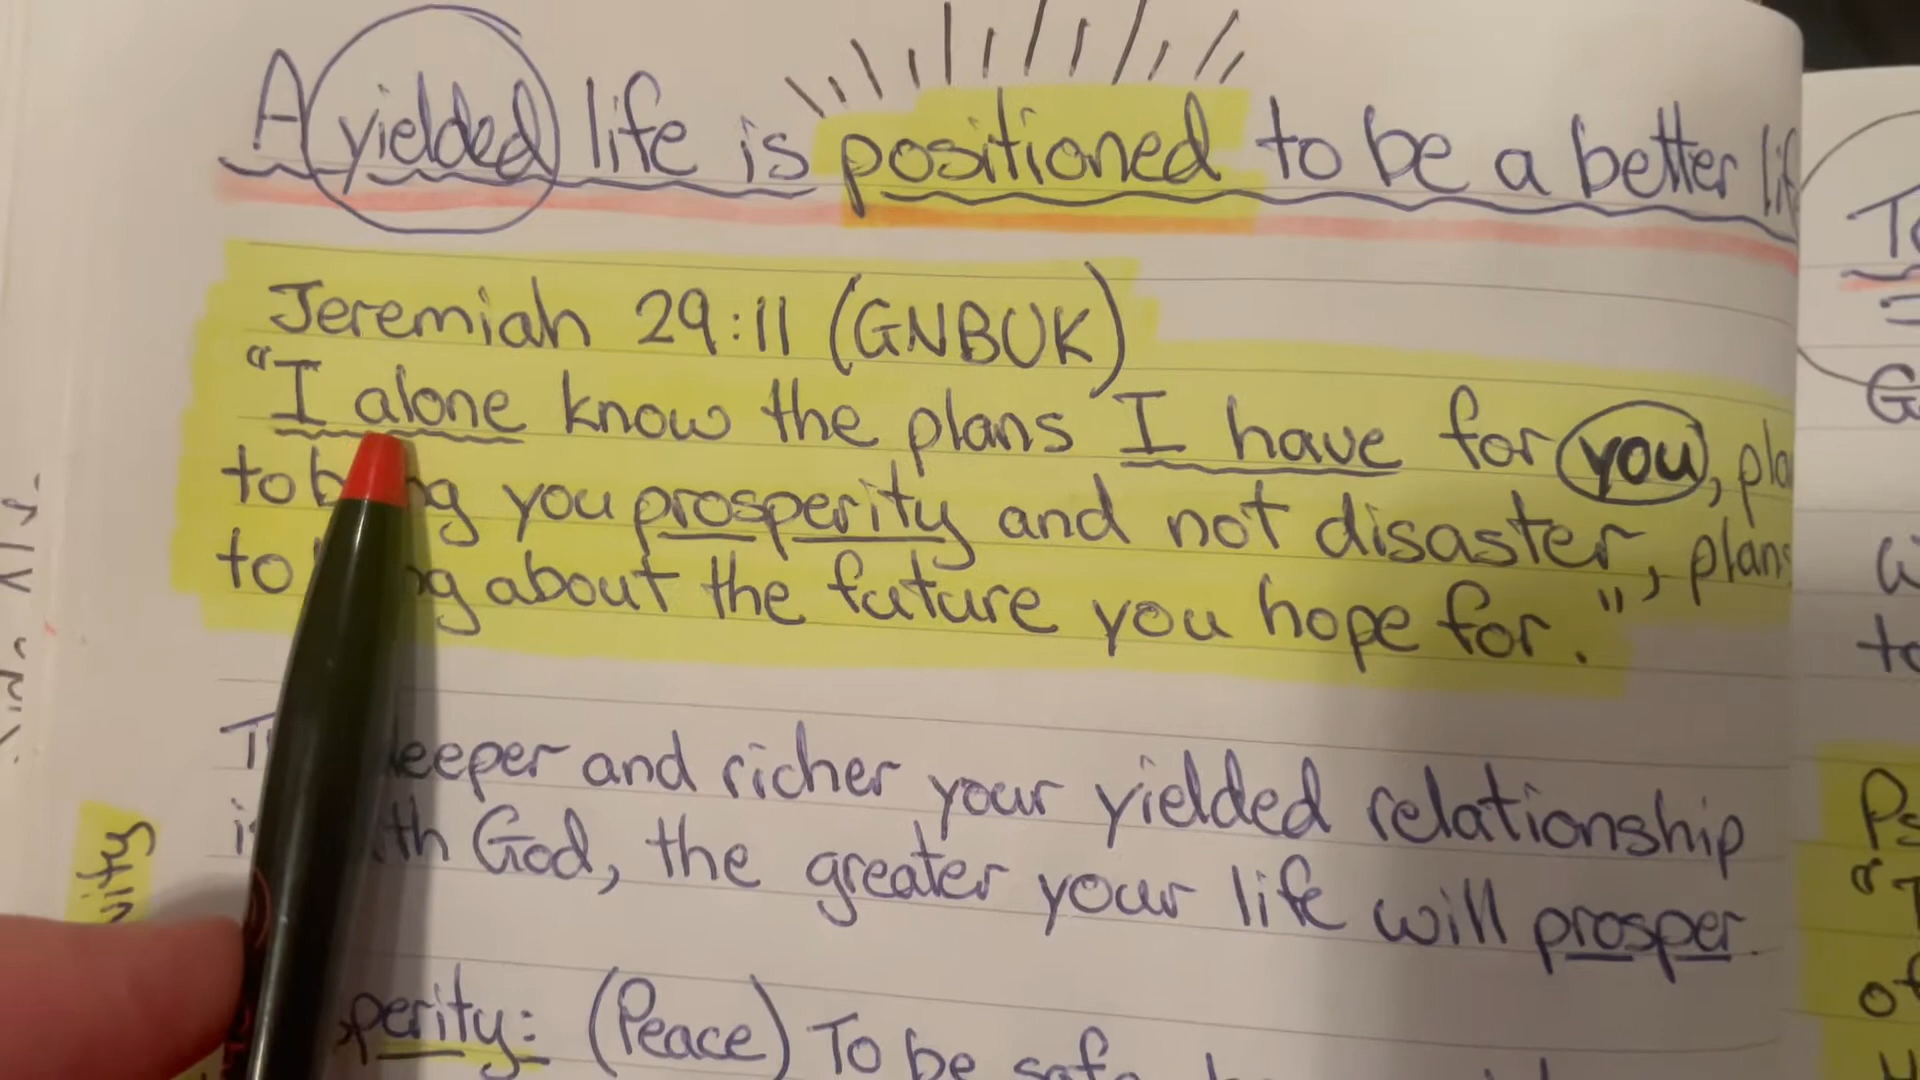 A yielded life is positioned to be a better
Jeremiah 29:11 (GNBUK)
"I alone know the plans I have for you,
to you prosperity and not disaster, plans
to about the future you hope for."
and richer your yielded relationship
God, the greater your life will prosper.
(Peace) To be